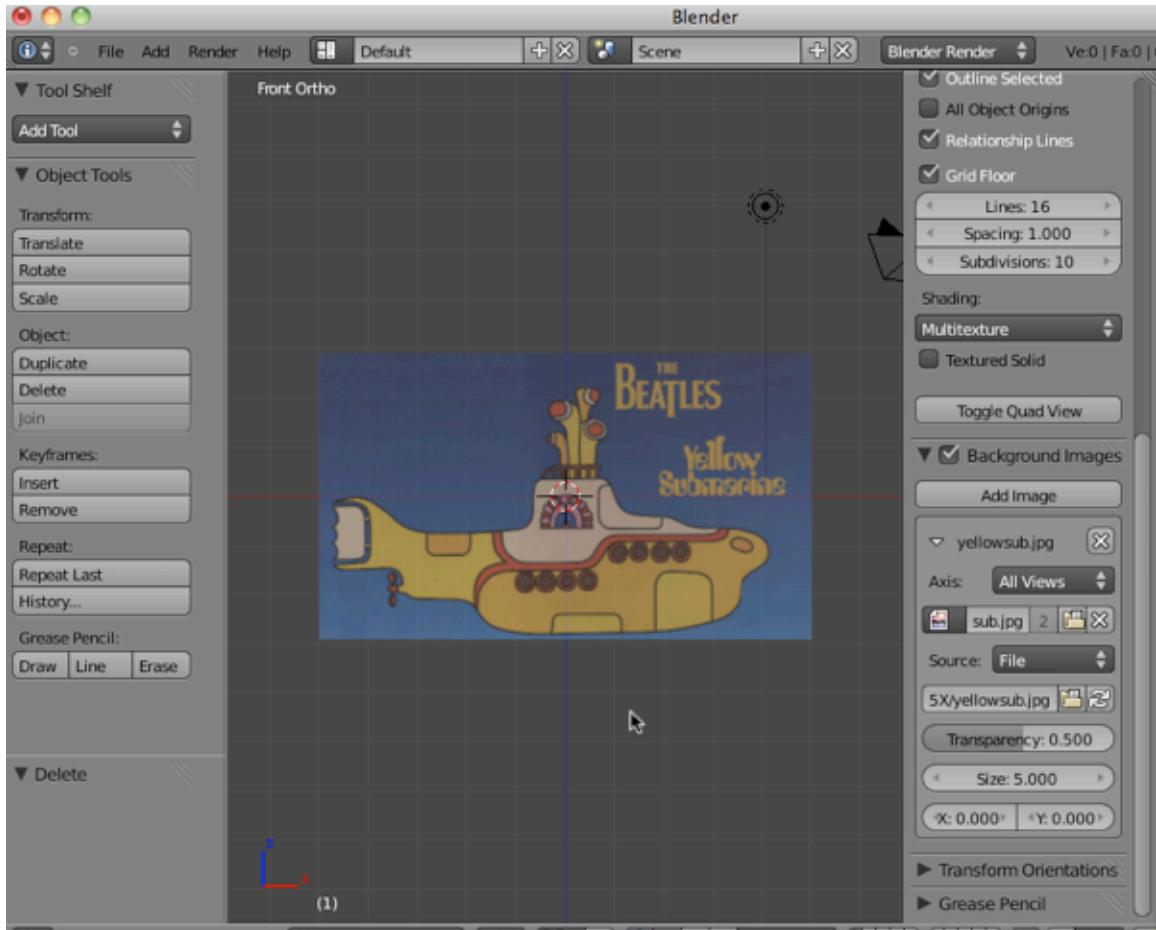 Blender
File Add Render Help Default Scene Blender Render Ve:0 | Fa:0 |
Tool Shelf
Add Tool
Object Tools
Transform:
Translate
Rotate
Scale
Object:
Duplicate
Delete
Join
Keyframes:
Insert
Remove
Repeat:
Repeat Last
History...
Grease Pencil:
Draw Line Erase
Delete
Front Ortho
THE
BEATLES
Yellow
Submarine
z
x
(1)
Outline Selected
All Object Origins
Relationship Lines
Grid Floor
Lines: 16
Spacing: 1.000
Subdivisions: 10
Shading:
Multitexture
Textured Solid
Toggle Quad View
Background Images
Add Image
yellowsub.jpg
Axis: All Views
sub.jpg 2
Source: File
5X/yellowsub.jpg
Transparency: 0.500
Size: 5.000
X: 0.000 Y: 0.000
Transform Orientations
Grease Pencil